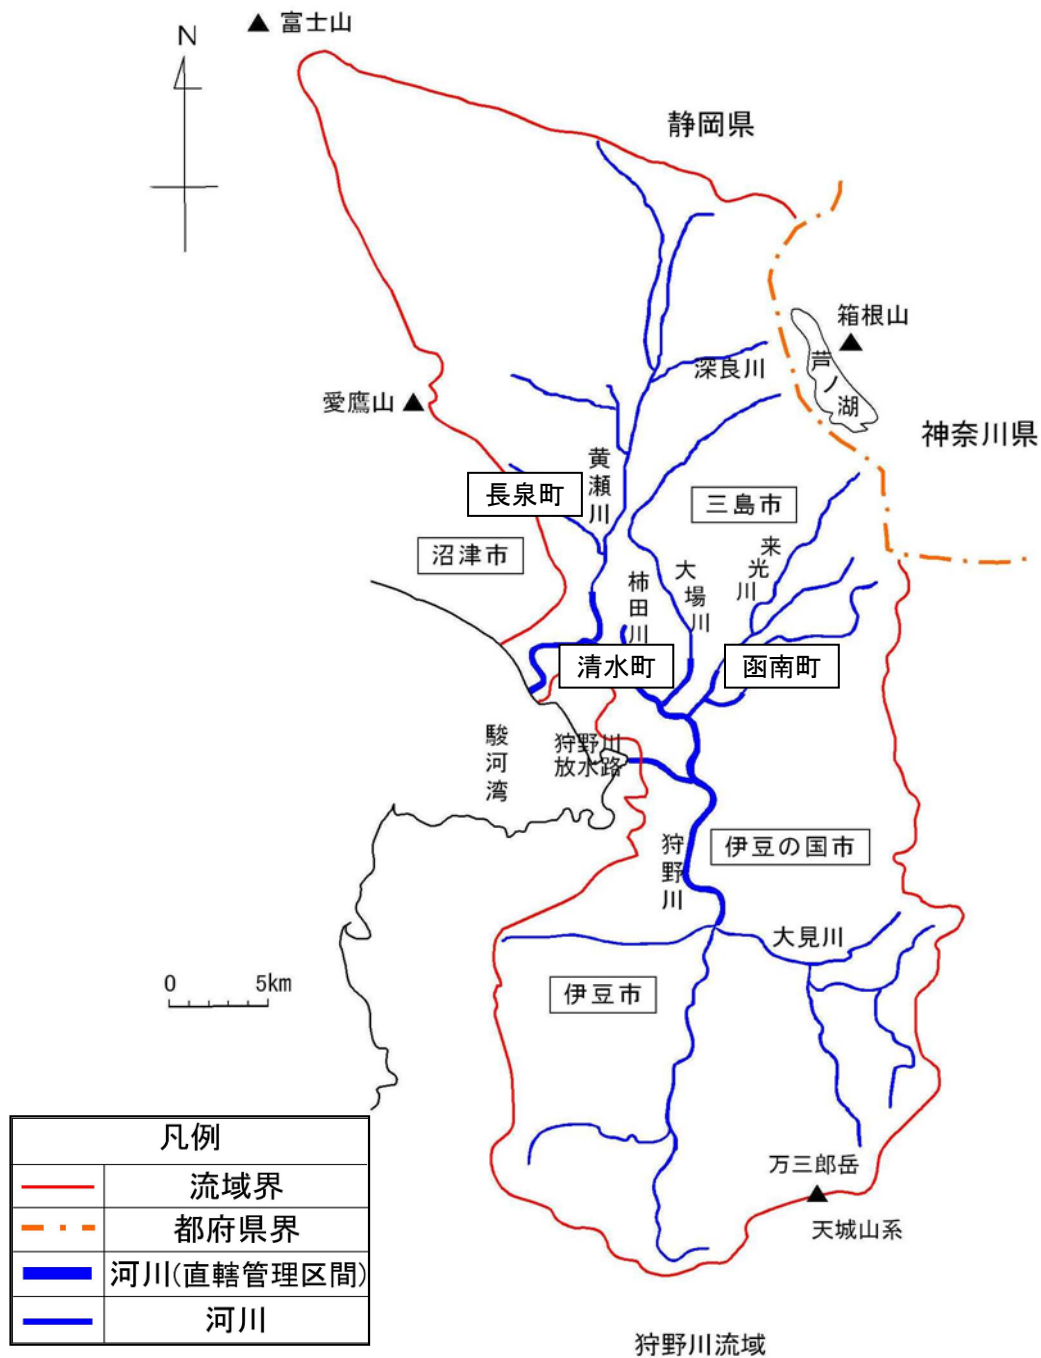 富士山
N
静岡県
箱根山
芦ノ湖
深良川
愛鷹山
神奈川県
黄瀬川
長泉町
三島市
沼津市
来光川
大場川
柿田川
清水町
函南町
駿河湾
狩野川
放水路
伊豆の国市
狩野川
大見川
0 5km
伊豆市
凡例
流域界
都府県界
河川(直轄管理区間)
河川
万三郎岳
天城山系
狩野川流域